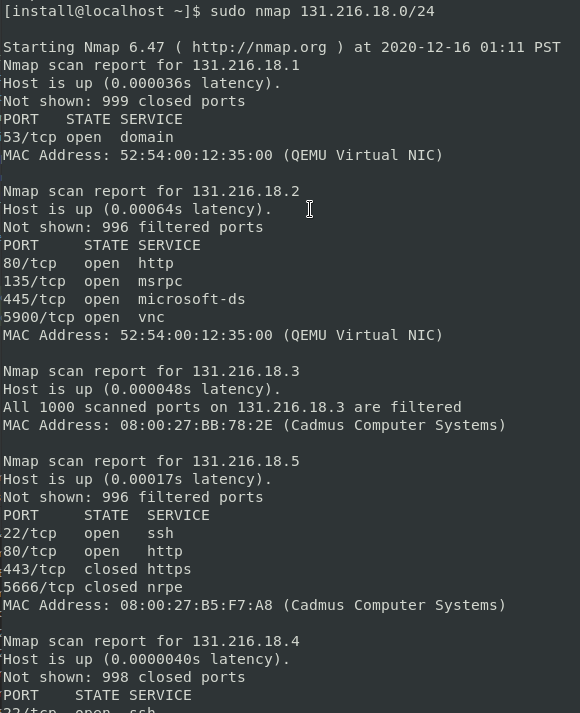 [install@localhost ~]$ sudo nmap 131.216.18.0/24
Starting Nmap 6.47 ( http://nmap.org ) at 2020-12-16 01:11 PST
Nmap scan report for 131.216.18.1
Host is up (0.000036s latency).
Not shown: 999 closed ports
PORT   STATE SERVICE
53/tcp open  domain
MAC Address: 52:54:00:12:35:00 (QEMU Virtual NIC)
Nmap scan report for 131.216.18.2
Host is up (0.00064s latency).
Not shown: 996 filtered ports
PORT     STATE SERVICE
80/tcp   open  http
135/tcp  open  msrpc
445/tcp  open  microsoft-ds
5900/tcp open  vnc
MAC Address: 52:54:00:12:35:00 (QEMU Virtual NIC)
Nmap scan report for 131.216.18.3
Host is up (0.000048s latency).
All 1000 scanned ports on 131.216.18.3 are filtered
MAC Address: 08:00:27:BB:78:2E (Cadmus Computer Systems)
Nmap scan report for 131.216.18.5
Host is up (0.00017s latency).
Not shown: 996 filtered ports
PORT     STATE  SERVICE
22/tcp   open   ssh
80/tcp   open   http
443/tcp  closed https
5666/tcp closed nrpe
MAC Address: 08:00:27:B5:F7:A8 (Cadmus Computer Systems)
Nmap scan report for 131.216.18.4
Host is up (0.0000040s latency).
Not shown: 998 closed ports
PORT    STATE SERVICE
22/tcp  open  ssh